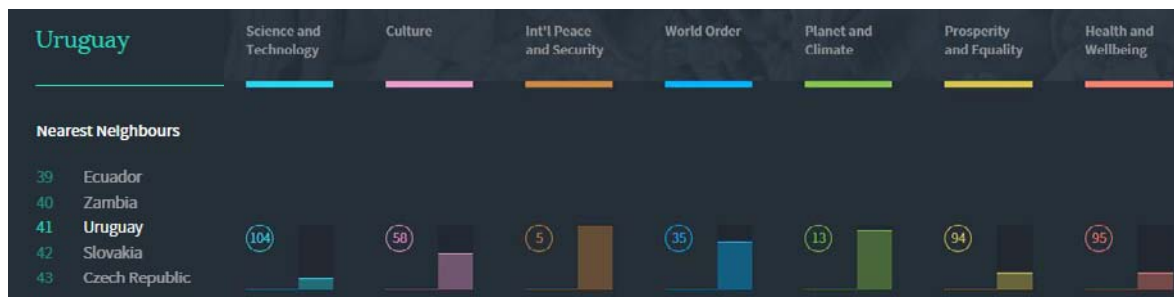 Uruguay
Science and
Technology
Culture
Int'l Peace
and Security
World Order
Planet and
Climate
Prosperity
and Equality
Health and
Wellbeing
Nearest Neighbours
39 Ecuador
40 Zambia
41 Uruguay
42 Slovakia
43 Czech Republic
104
58
5
35
13
94
95